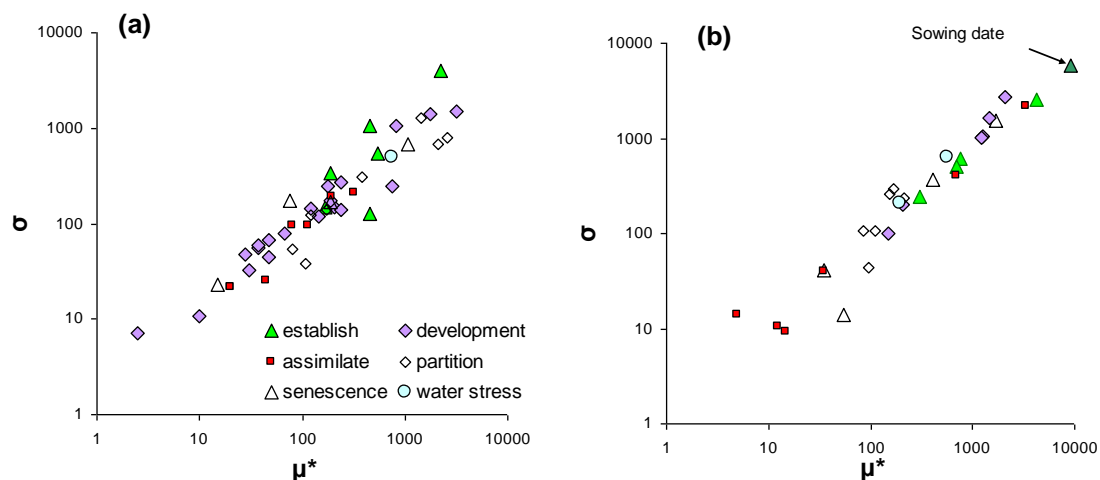 (a)
10000
1000
100
10
1
σ
1
10
100
1000
10000
μ*
establish
development
assimilate
partition
senescence
water stress
(b)
Sowing date
10000
1000
100
10
1
σ
1
10
100
1000
10000
μ*